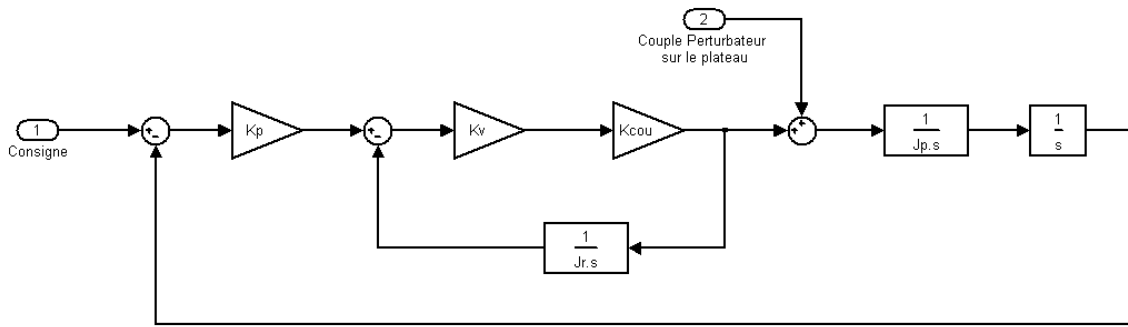 2
Couple Perturbateur
sur le plateau
1
Consigne
+
-
Kp
+
-
Kv
Kcou
+
+
1
Jp.s
1
s
1
Jr.s